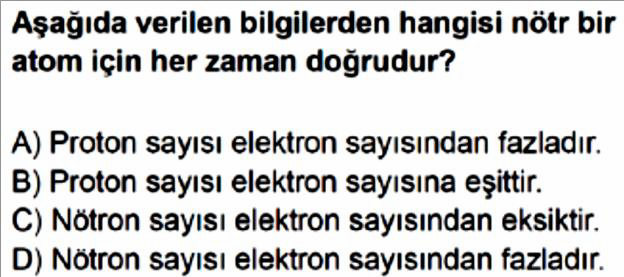 Aşağıda verilen bilgilerden hangisi nötr bir
atom için her zaman doğrudur?
A) Proton sayısı elektron sayısından fazladır.
B) Proton sayısı elektron sayısına eşittir.
C) Nötron sayısı elektron sayısından eksiktir.
D) Nötron sayısı elektron sayısından fazladır.